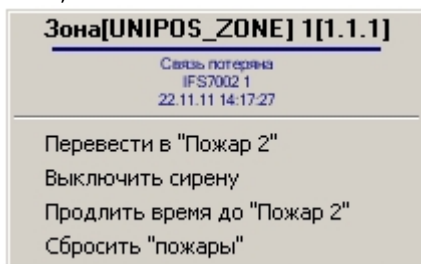 Зона[UNIPOS_ZONE] 1[1.1.1]
Связь потеряна
IFS7002 1
22.11.11 14:17:27
Перевести в "Пожар 2"
Выключить сирену
Продлить время до "Пожар 2"
Сбросить "пожары"